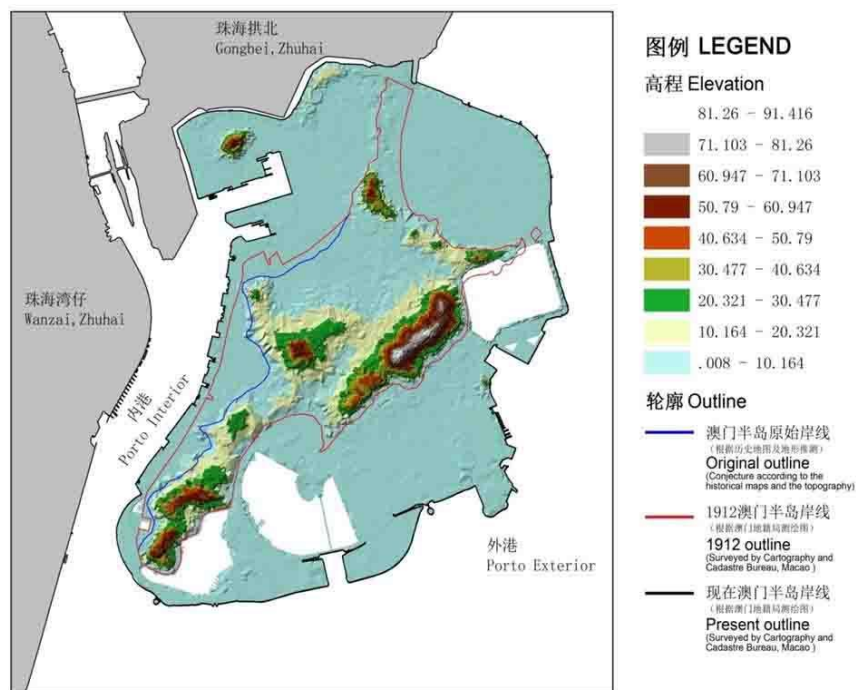 珠海拱北
Gongbei,Zhuhai
珠海湾仔
Wanzai,Zhuhai
内港
Porto Interior
外港
Porto Exterior
图例 LEGEND
高程 Elevation
81.26 - 91.416
71.103 - 81.26
60.947 - 71.103
50.79 - 60.947
40.634 - 50.79
30.477 - 40.634
20.321 - 30.477
10.164 - 20.321
.008 - 10.164
轮廓 Outline
澳门半岛原始岸线
(根据历史地图及地形推测)
Original outline
(Conjecture according to the
historical maps and the topography)
1912澳门半岛岸线
(根据澳门地籍局测绘图)
1912 outline
(Surveyed by Cartography and
Cadastre Bureau, Macao )
现在澳门半岛岸线
(根据澳门地籍局测绘图)
Present outline
(Surveyed by Cartography and
Cadastre Bureau, Macao )